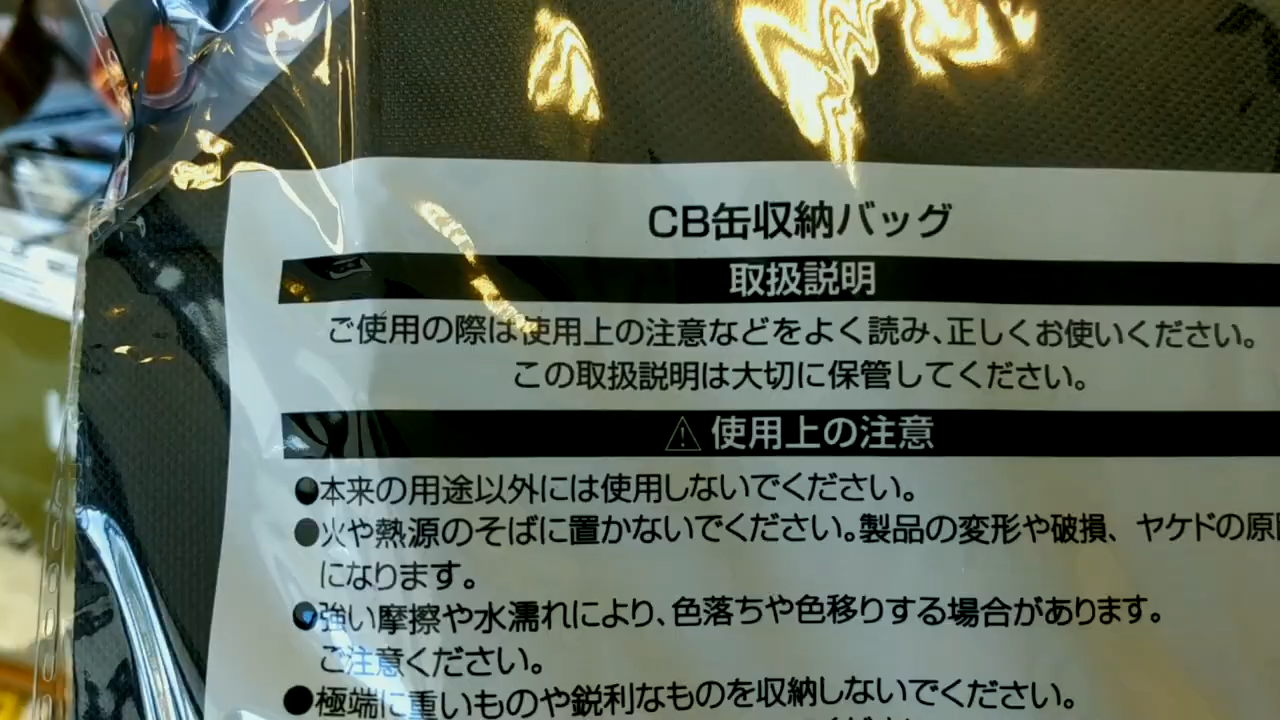 CB缶収納バッグ
取扱説明
ご使用の際は使用上の注意などをよく読み、正しくお使いください。
この取扱説明は大切に保管してください。
⚠使用上の注意
●本来の用途以外には使用しないでください。
●火や熱源のそばに置かないでください。製品の変形や破損、ヤケドの原
になります。
●強い摩擦や水濡れにより、色落ちや色移りする場合があります。
ご注意ください。
●極端に重いものや鋭利なものを収納しないでください。